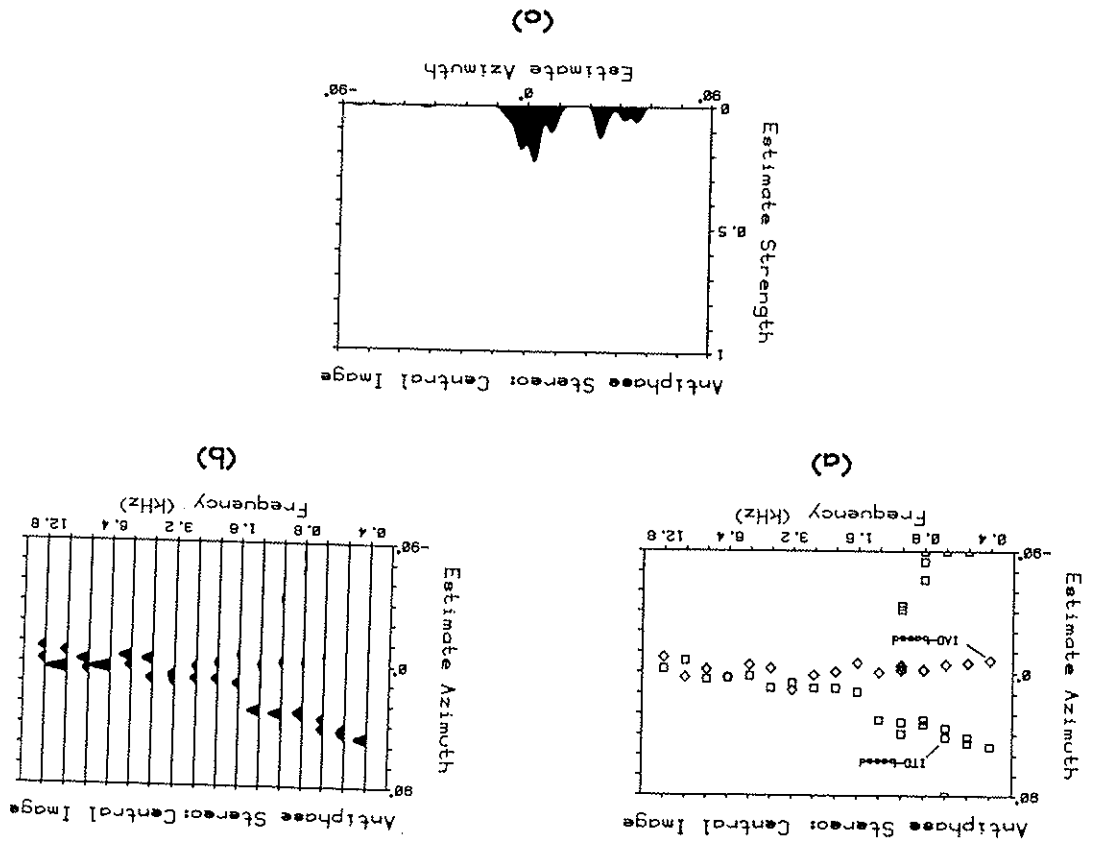 Antiphase Stereo: Central Image
Estimate Azimuth
90°
0°
-90°
ITD-based
IAD-based
0.4 0.8 1.6 3.2 6.4 12.8
Frequency (kHz)
(a)
Antiphase Stereo: Central Image
Estimate Azimuth
90°
0°
-90°
0.4 0.8 1.6 3.2 6.4 12.8
Frequency (kHz)
(b)
Antiphase Stereo: Central Image
Estimate Strength
1
0.5
0
90° 0° -90°
Estimate Azimuth
(c)